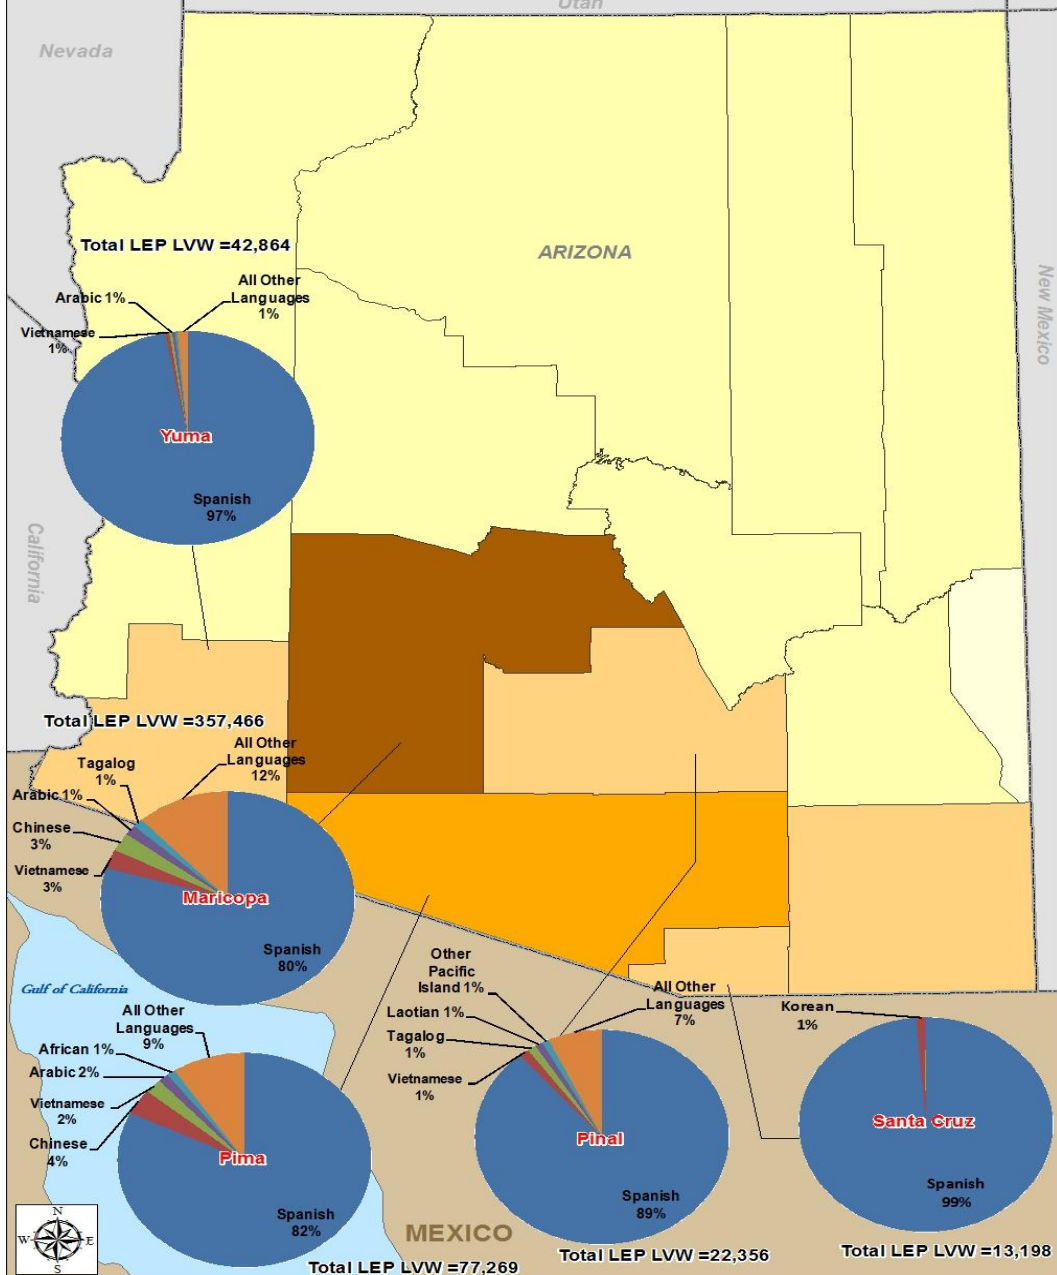 Utah
Nevada
ARIZONA
New Mexico
California
Total LEP LVW =42,864
Arabic 1%
All Other
Languages
1%
Vietnamese
1%
Yuma
Spanish
97%
Total LEP LVW =357,466
Tagalog
1%
All Other
Languages
12%
Arabic 1%
Chinese
3%
Vietnamese
3%
Maricopa
Spanish
80%
Gulf of California
All Other
Languages
9%
African 1%
Arabic 2%
Vietnamese
2%
Chinese
4%
Pima
Spanish
82%
Total LEP LVW =77,269
Other
Pacific
Island 1%
All Other
Languages
7%
Laotian 1%
Tagalog
1%
Vietnamese
1%
Pinal
Spanish
89%
Total LEP LVW =22,356
Korean
1%
Santa Cruz
Spanish
99%
Total LEP LVW =13,198
MEXICO
N
W
E
S